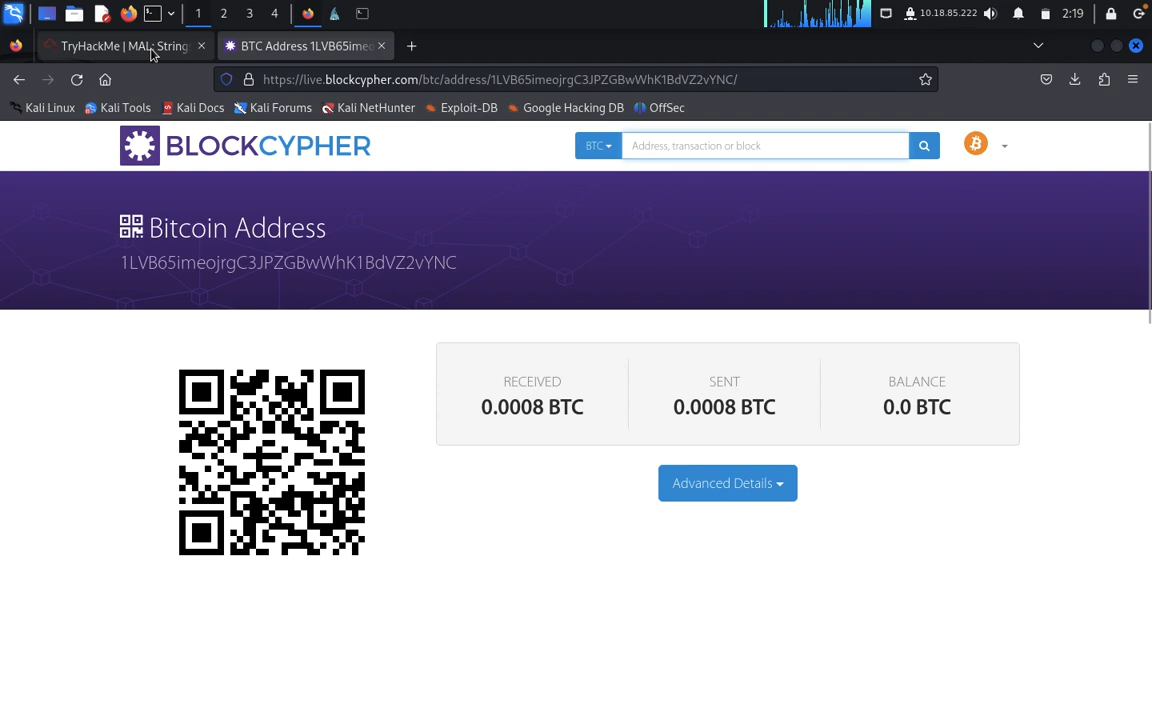 1 2 3 4 10.18.85.222 2:19
TryHackMe | MAL: String
BTC Address 1LVB65imeo
https://live.blockcypher.com/btc/address/1LVB65imeojrgC3JPZGBwWhK1BdVZ2vYNC/
Kali Linux Kali Tools Kali Docs Kali Forums Kali NetHunter Exploit-DB Google Hacking DB OffSec
BLOCKCYPHER BTC Address, transaction or block
Bitcoin Address
1LVB65imeojrgC3JPZGBwWhK1BdVZ2vYNC
RECEIVED SENT BALANCE
0.0008 BTC 0.0008 BTC 0.0 BTC
Advanced Details